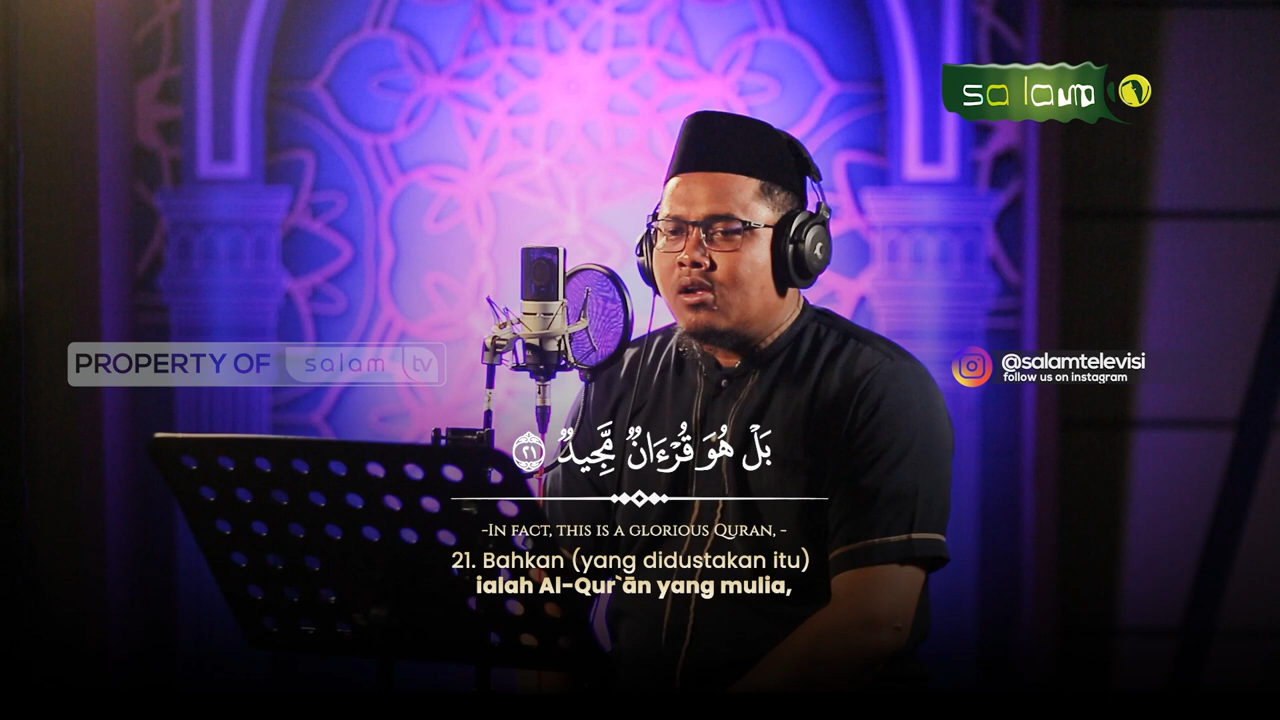 salam
PROPERTY OF salam tv
@salamtelevisi
follow us on instagram
بَلْ هُوَ قُرْءَانٌ مَّجِيدٌ ٢١
-In fact, this is a glorious Quran, -
21. Bahkan (yang didustakan itu)
ialah Al-Qur`ān yang mulia,